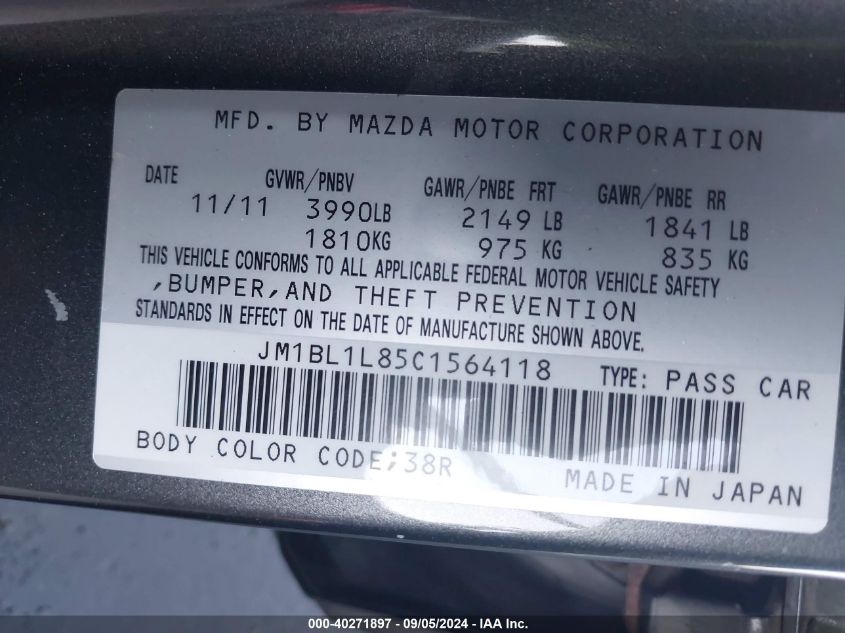 MFD. BY MAZDA MOTOR CORPORATION
DATE GVWR/PNBV GAWR/PNBE FRT GAWR/PNBE RR
11/11 3990LB 2149 LB 1841 LB
1810KG 975 KG 835 KG
THIS VEHICLE CONFORMS TO ALL APPLICABLE FEDERAL MOTOR VEHICLE SAFETY
,BUMPER,AND THEFT PREVENTION
STANDARDS IN EFFECT ON THE DATE OF MANUFACTURE SHOWN ABOVE.
JM1BL1L85C1564118 TYPE: PASS CAR
BODY COLOR CODE;38R MADE IN JAPAN
000-40271897 - 09/05/2024 - IAA Inc.